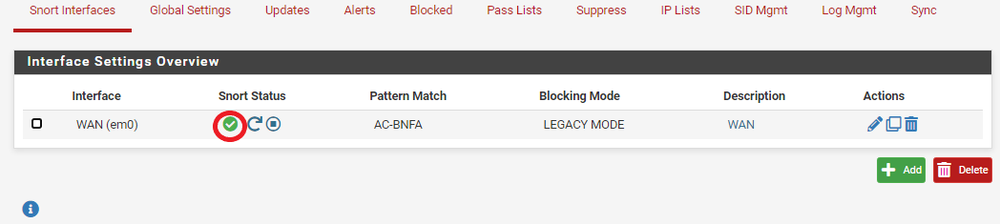 Snort Interfaces Global Settings Updates Alerts Blocked Pass Lists Suppress IP Lists SID Mgmt Log Mgmt Sync
Interface Settings Overview
Interface Snort Status Pattern Match Blocking Mode Description Actions
WAN (em0) AC-BNFA LEGACY MODE WAN
Add Delete